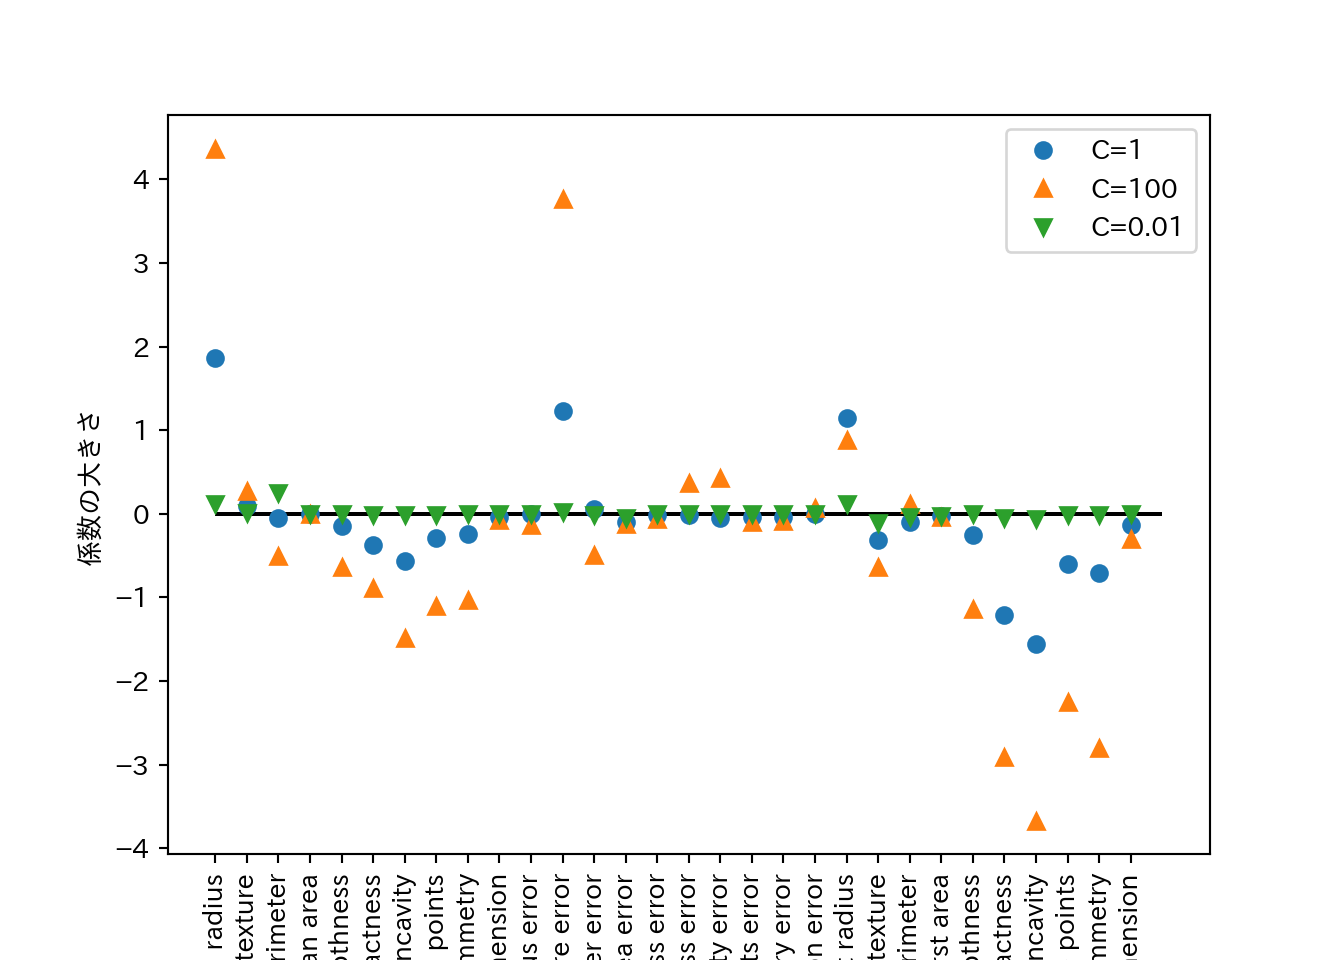 係数の大きさ
4
3
2
1
0
−1
−2
−3
−4
C=1
C=100
C=0.01
radius
texture
rimeter
an area
othness
actness
ncavity
points
mmetry
ension
us error
re error
er error
ea error
ss error
ss error
ty error
ts error
ry error
on error
radius
texture
rimeter
rst area
othness
actness
ncavity
points
mmetry
ension